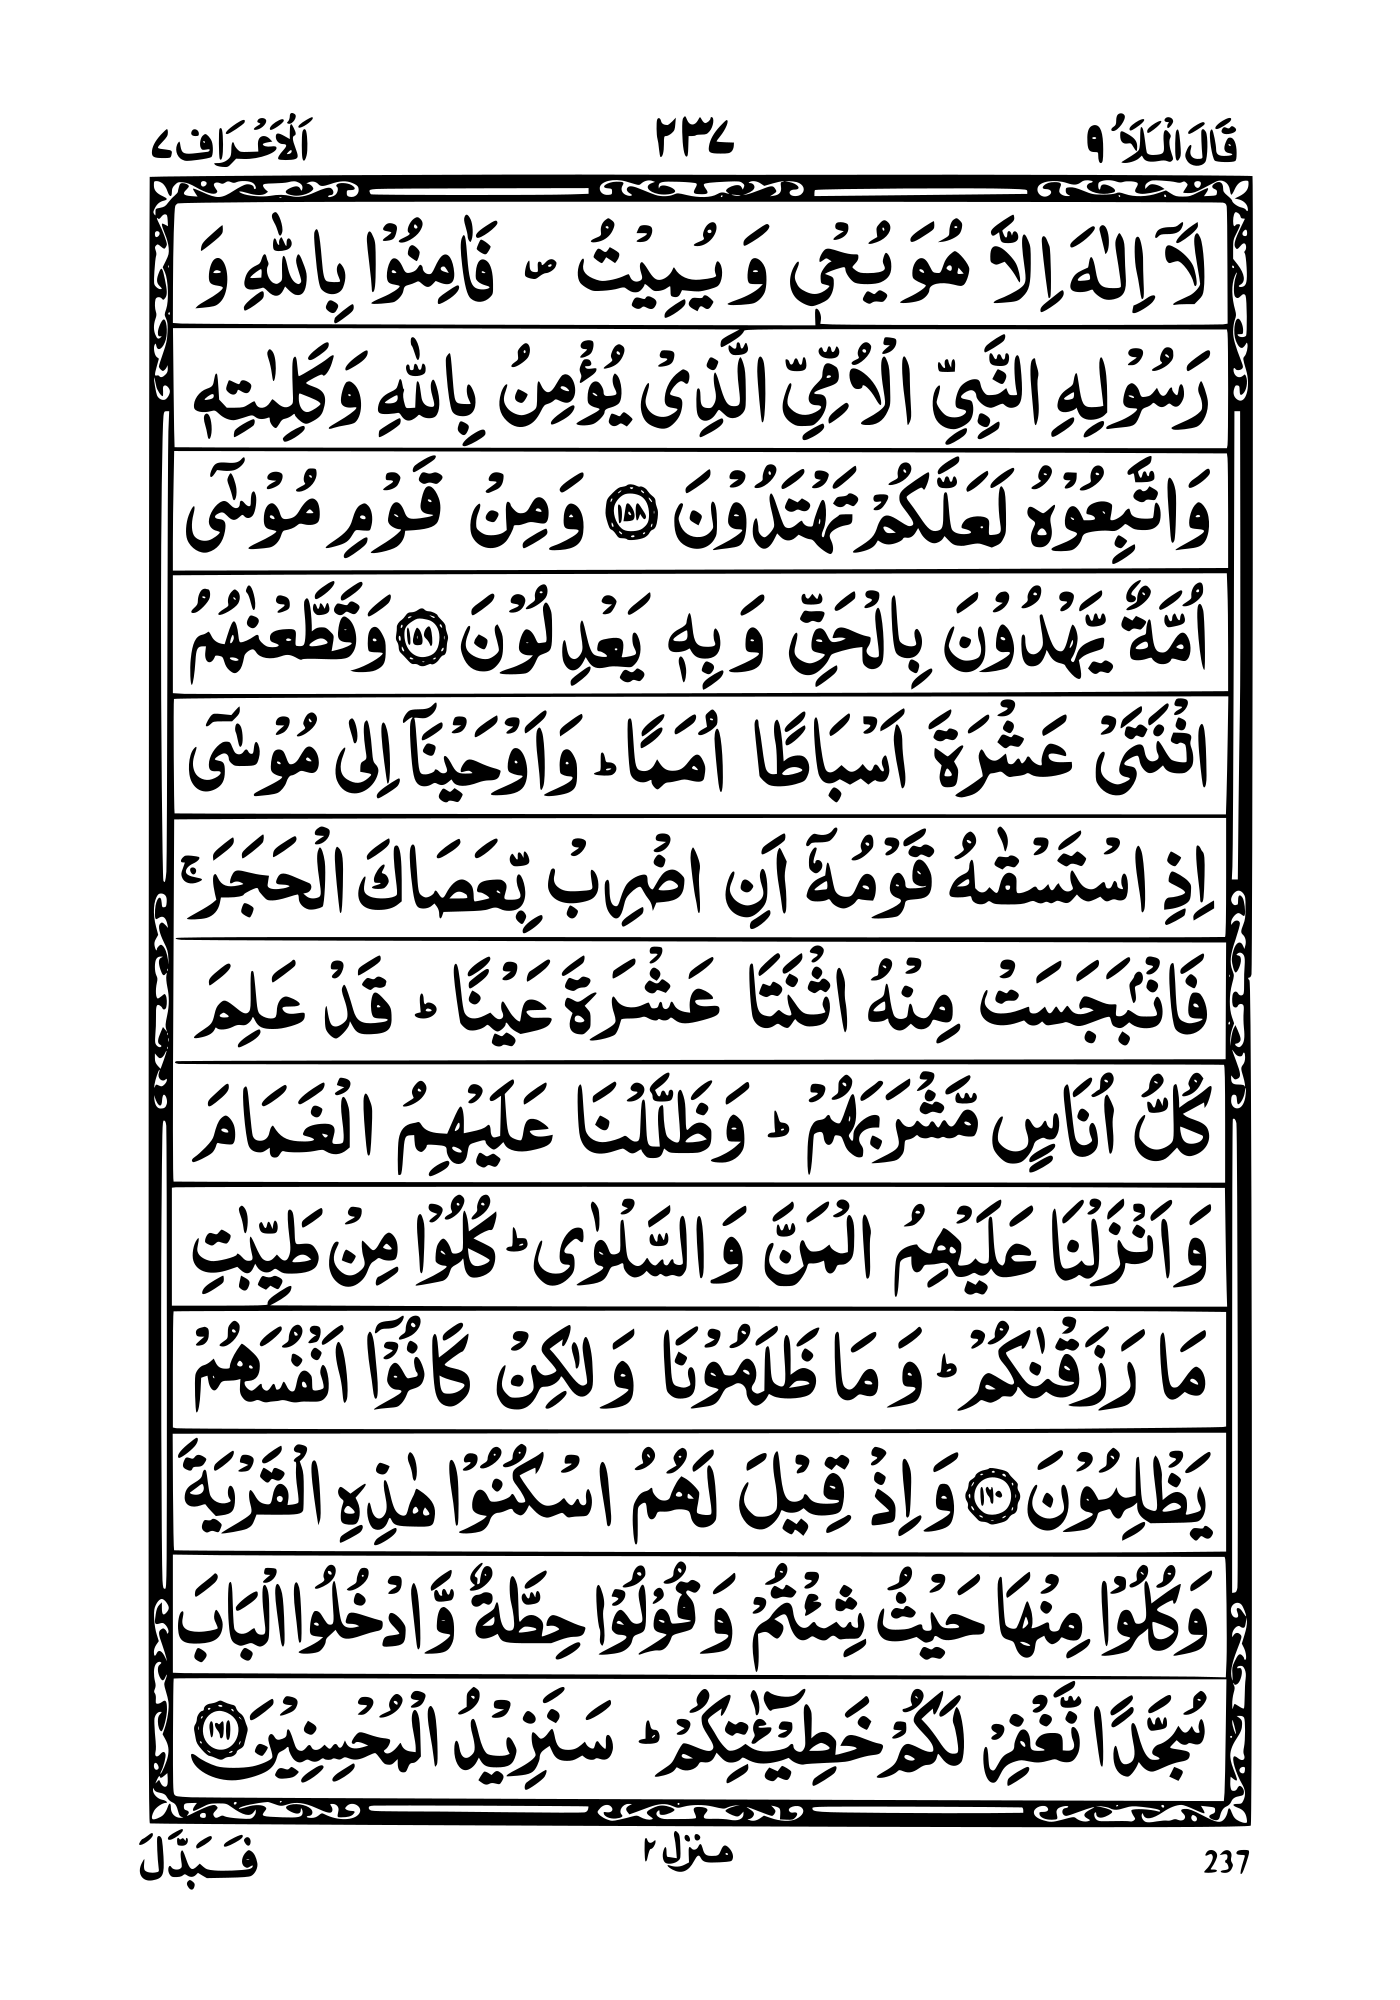 قَالَ الْمَلَاُ ٩ ٢٣٧ اَلْاَعْرَاف ٧
لَاۤ اِلٰهَ اِلَّا هُوَ يُحْیٖ وَ يُمِيْتُ ۪ فَاٰمِنُوْا بِاللّٰهِ وَ
رَسُوْلِهِ النَّبِیِّ الْاُمِّیِّ الَّذِیْ يُؤْمِنُ بِاللّٰهِ وَ كَلِمٰتِهٖ
وَاتَّبِعُوْهُ لَعَلَّكُمْ تَهْتَدُوْنَ ﴿١٥٨﴾ وَ مِنْ قَوْمِ مُوْسٰۤی
اُمَّةٌ يَّهْدُوْنَ بِالْحَقِّ وَ بِهٖ يَعْدِلُوْنَ ﴿١٥٩﴾ وَ قَطَّعْنٰهُمُ
اثْنَتَیْ عَشْرَةَ اَسْبَاطًا اُمَمًا ؕ وَ اَوْحَيْنَاۤ اِلٰی مُوْسٰۤی
اِذِ اسْتَسْقٰىهُ قَوْمُهٗۤ اَنِ اضْرِبْ بِّعَصَاكَ الْحَجَرَ ۚ
فَانْۢبَجَسَتْ مِنْهُ اثْنَتَا عَشْرَةَ عَيْنًا ؕ قَدْ عَلِمَ
كُلُّ اُنَاسٍ مَّشْرَبَهُمْ ؕ وَ ظَلَّلْنَا عَلَيْهِمُ الْغَمَامَ
وَ اَنْزَلْنَا عَلَيْهِمُ الْمَنَّ وَ السَّلْوٰی ؕ كُلُوْا مِنْ طَيِّبٰتِ
مَا رَزَقْنٰكُمْ ؕ وَ مَا ظَلَمُوْنَا وَ لٰكِنْ كَانُوْۤا اَنْفُسَهُمْ
يَظْلِمُوْنَ ﴿١٦٠﴾ وَ اِذْ قِيْلَ لَهُمُ اسْكُنُوْا هٰذِهِ الْقَرْيَةَ
وَ كُلُوْا مِنْهَا حَيْثُ شِئْتُمْ وَ قُوْلُوْا حِطَّةٌ وَّ ادْخُلُوا الْبَابَ
سُجَّدًا نَّغْفِرْ لَكُمْ خَطِيْٓـٰٔتِكُمْ ؕ سَنَزِيْدُ الْمُحْسِنِيْنَ ﴿١٦١﴾
237 منزل ٢ فَبَدَّلَ